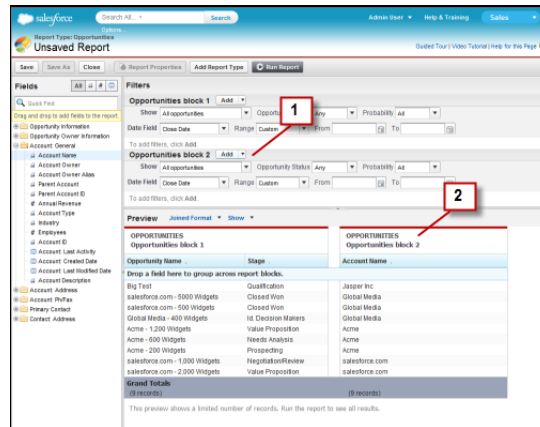 salesforce Search All... Search Admin User Help & Training Sales
Options...
Report Type: Opportunities
Unsaved Report
Guided Tour | Video Tutorial | Help for this Page
Save Save As Close Report Properties Add Report Type Run Report
Fields All
Quick Find
Drag and drop to add fields to the report.
Opportunity Information
Opportunity Owner Information
Account: General
Account Name
Account Owner
Account Owner Alias
Parent Account
Parent Account ID
Annual Revenue
Account Type
Industry
Employees
Account ID
Account: Last Activity
Account: Created Date
Account: Last Modified Date
Account Description
Account: Address
Account: Ph/Fax
Primary Contact
Contact: Address
Filters
Opportunities block 1 Add
Show All opportunities Any Probability All
Date Field Close Date Range Custom From To
To add filters, click Add.
1
Opportunities block 2 Add
Show All opportunities Opportunity Status Any Probability All
Date Field Close Date Range Custom From To
To add filters, click Add.
2
Preview Joined Format Show
OPPORTUNITIES OPPORTUNITIES
Opportunities block 1 Opportunities block 2
Opportunity Name Stage Account Name
Drop a field here to group across report blocks.
Big Test Qualification Jasper Inc
salesforce.com - 5000 Widgets Closed Won Global Media
salesforce.com - 500 Widgets Closed Won Global Media
Global Media - 400 Widgets Id. Decision Makers Global Media
Acme - 1,200 Widgets Value Proposition Acme
Acme - 600 Widgets Needs Analysis Acme
Acme - 200 Widgets Prospecting Acme
salesforce.com - 1,000 Widgets Negotiation/Review salesforce.com
salesforce.com - 2,000 Widgets Value Proposition salesforce.com
Grand Totals
(9 records) (9 records)
This preview shows a limited number of records. Run the report to see all results.